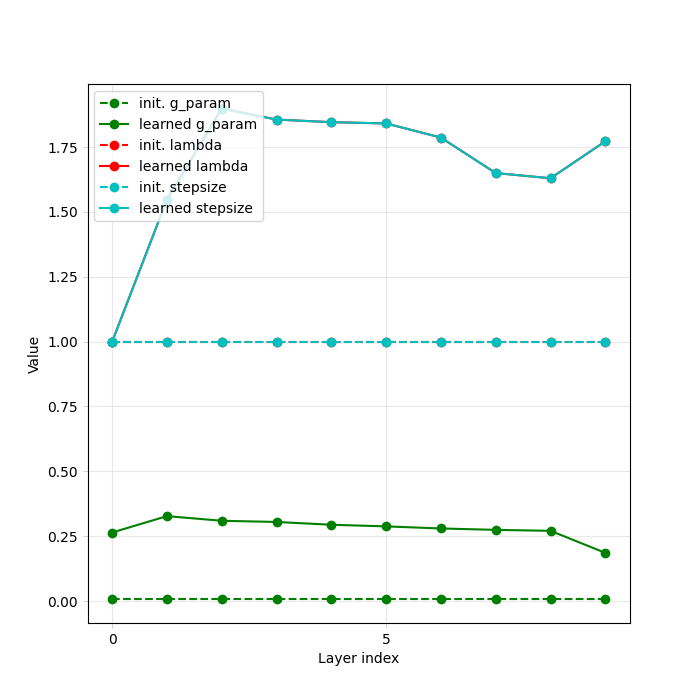 init. g_param
learned g_param
init. lambda
learned lambda
init. stepsize
learned stepsize
1.75
1.50
1.25
1.00
0.75
0.50
0.25
0.00
Value
0 5
Layer index